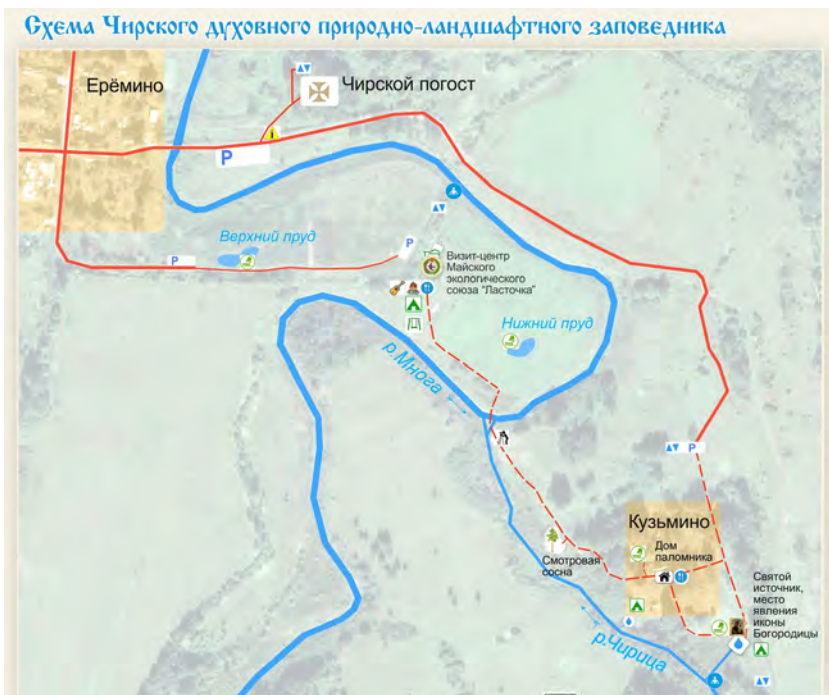 Схема Чирского духовного природно-ландшафтного заповедника
Ерёмино
Чирской погост
P
Верхний пруд
P
P
Визит-центр
Майского
экологического
союза "Ласточка"
Нижний пруд
р.Многа
P
Кузьмино
Дом
паломника
Смотровая
сосна
Святой
источник,
место
явления
иконы
Богородицы
р.Чирица